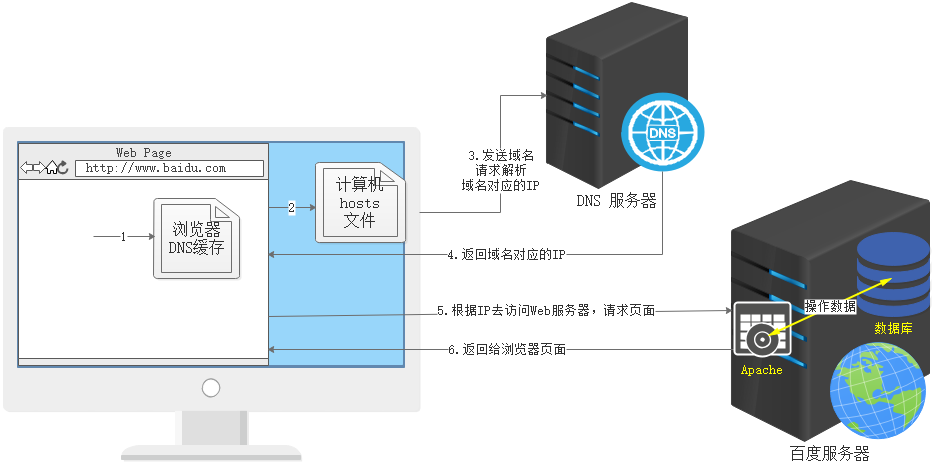 Web Page
http://www.baidu.com
1
浏览器
DNS缓存
2
计算机
hosts
文件
3.发送域名
请求解析
域名对应的IP
DNS
DNS 服务器
4.返回域名对应的IP
5.根据IP去访问Web服务器，请求页面
6.返回给浏览器页面
操作数据
数据库
Apache
百度服务器